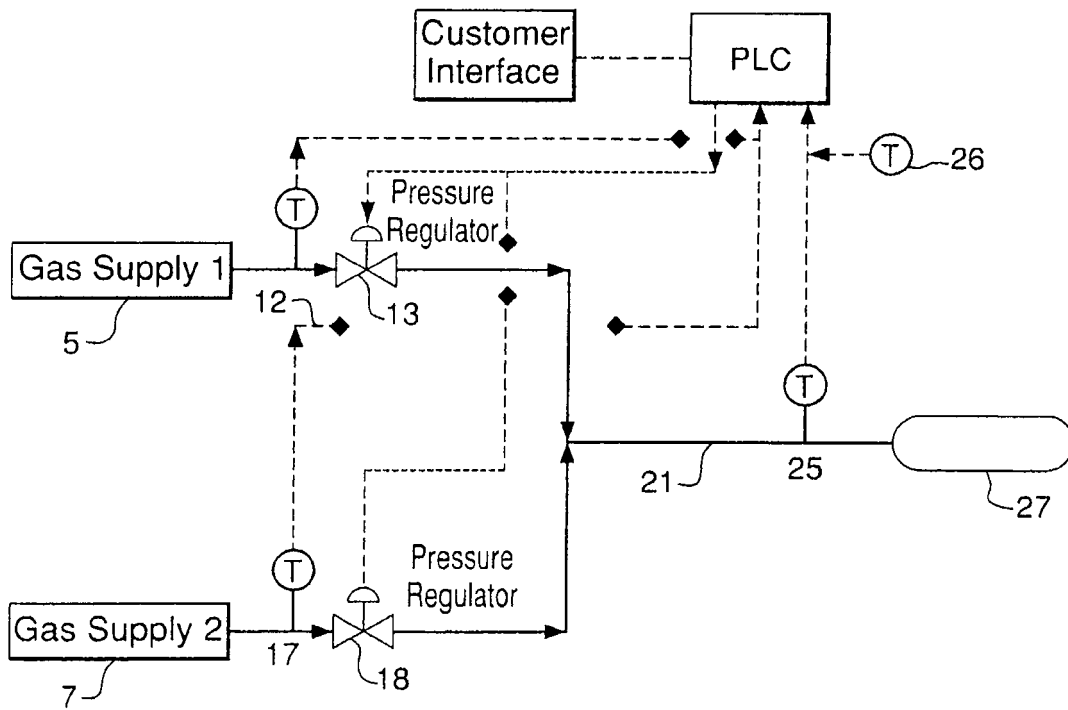 Customer
Interface
PLC
T
26
T
Pressure
Regulator
Gas Supply 1
5
12
13
T
21
25
27
T
Pressure
Regulator
Gas Supply 2
7
17
18